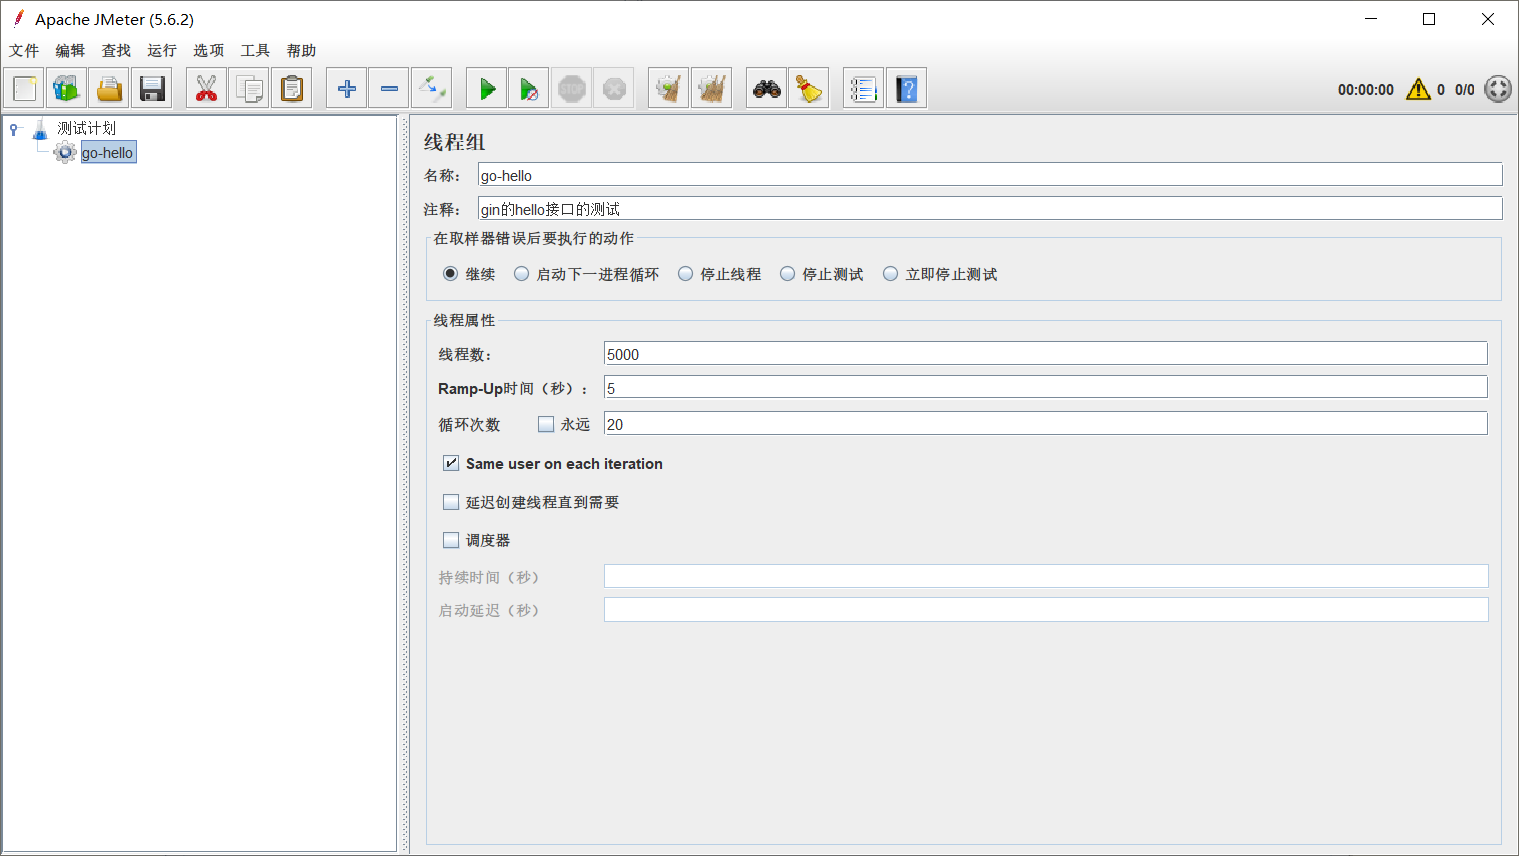 Apache JMeter (5.6.2)
文件 编辑 查找 运行 选项 工具 帮助
STOP
00:00:00 0 0/0
测试计划
go-hello
线程组
名称： go-hello
注释： gin的hello接口的测试
在取样器错误后要执行的动作
继续 启动下一进程循环 停止线程 停止测试 立即停止测试
线程属性
线程数： 5000
Ramp-Up时间（秒）： 5
循环次数 永远 20
Same user on each iteration
延迟创建线程直到需要
调度器
持续时间（秒）
启动延迟（秒）